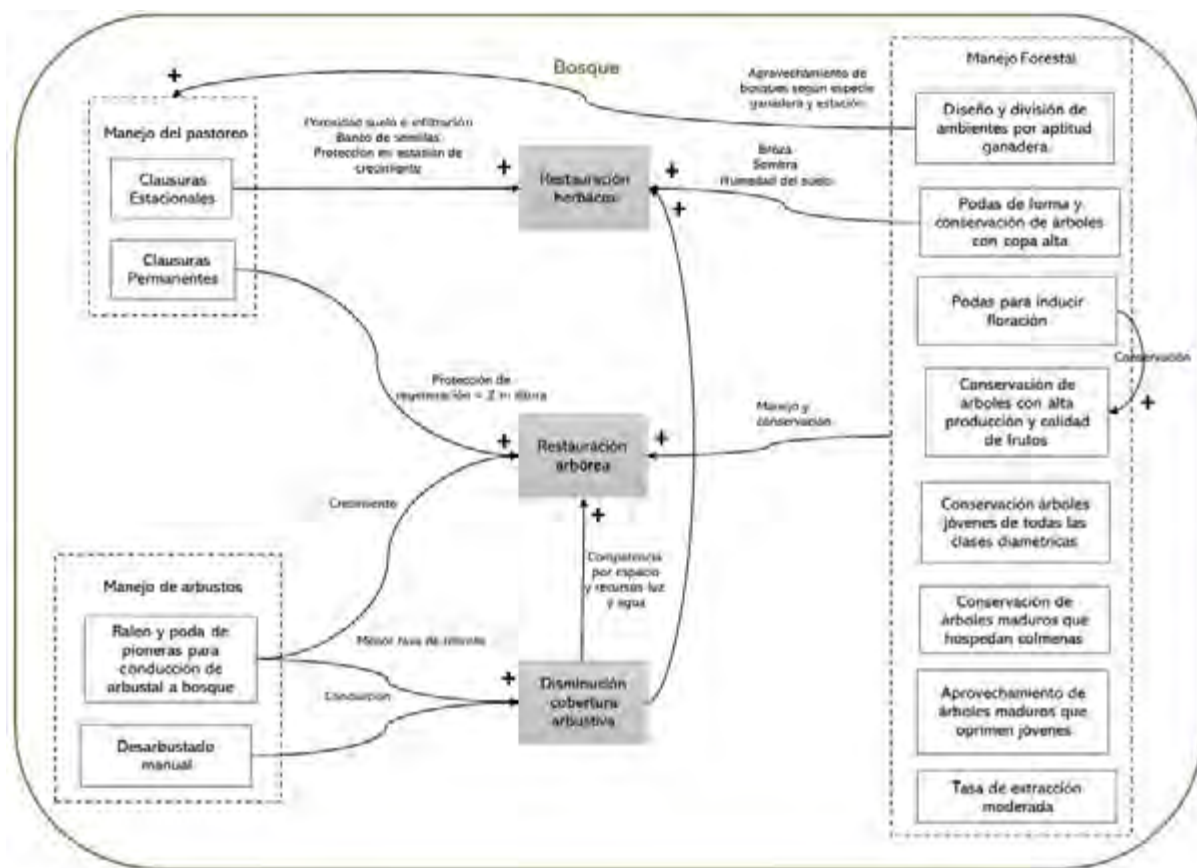 Bosque
Manejo Forestal
Aprovechamiento de
bosques según especie
ganadera y estación
Diseño y división de
ambientes por aptitud
ganadera.
+
Manejo del pastoreo
Clausuras
Estacionales
Clausuras
Permanentes
Porosidad suelo e infiltración
Banco de semillas
Protección en estación de
crecimiento
+
Restauración
herbácea
+
+
Broza
Sombra
Humedad del suelo
Podas de forma y
conservación de árboles
con copa alta
Podas para inducir
floración
Conservación
+
Conservación de
árboles con alta
producción y calidad
de frutos
Protección de
regeneración
altura
+
Restauración
arbórea
+
Manejo y
conservación
+
Crecimiento
Competencia
por espacio
y recursos luz
y agua
Conservación árboles
jóvenes de todas las
clases diamétricas
Manejo de arbustos
Raleo y poda de
pioneras para
conducción de
arbustal a bosque
Desarbustado
manual
Menor tasa de rebrote
Conducción
+
Disminución
cobertura
arbustiva
Conservación de
árboles maduros que
hospedan colmenas
Aprovechamiento de
árboles maduros que
oprimen jóvenes
Tasa de extracción
moderada